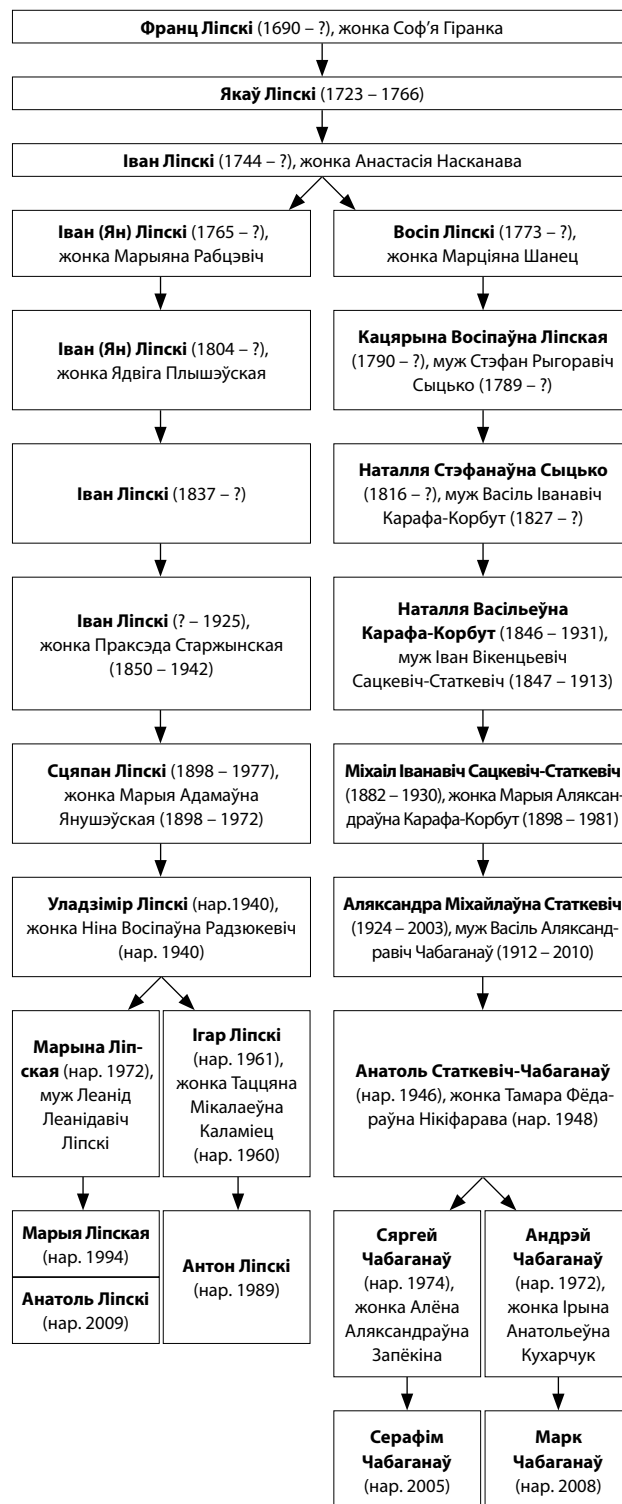 Франц Ліпскі (1690 – ?), жонка Соф’я Гіранка
Якаў Ліпскі (1723 – 1766)
Іван Ліпскі (1744 – ?), жонка Анастасія Насканава
Іван (Ян) Ліпскі (1765 – ?),
жонка Марыяна Рабцэвіч
Восіп Ліпскі (1773 – ?),
жонка Марціяна Шанец
Іван (Ян) Ліпскі (1804 – ?),
жонка Ядвіга Плышэўская
Кацярына Восіпаўна Ліпская
(1790 – ?), муж Стэфан Рыгоравіч
Сыцько (1789 – ?)
Іван Ліпскі (1837 – ?)
Наталля Стэфанаўна Сыцько
(1816 – ?), муж Васіль Іванавіч
Карафа-Корбут (1827 – ?)
Іван Ліпскі (? – 1925),
жонка Праксэда Старжынская
(1850 – 1942)
Наталля Васільеўна
Карафа-Корбут (1846 – 1931),
муж Іван Вікенцьевіч
Сацкевіч-Статкевіч (1847 – 1913)
Сцяпан Ліпскі (1898 – 1977),
жонка Марыя Адамаўна
Янушэўская (1898 – 1972)
Міхаіл Іванавіч Сацкевіч-Статкевіч
(1882 – 1930), жонка Марыя Аляксан-
драўна Карафа-Корбут (1898 – 1981)
Уладзімір Ліпскі (нар.1940),
жонка Ніна Восіпаўна Радзюкевіч
(нар. 1940)
Аляксандра Міхайлаўна Статкевіч
(1924 – 2003), муж Васіль Аляксанд-
равіч Чабаганаў (1912 – 2010)
Марына Ліп-
ская (нар. 1972),
муж Леанід
Леанідавіч
Ліпскі
Ігар Ліпскі
(нар. 1961),
жонка Таццяна
Мікалаеўна
Каламіец
(нар. 1960)
Анатоль Статкевіч-Чабаганаў
(нар. 1946), жонка Тамара Фёда-
раўна Нікіфарава (нар. 1948)
Марыя Ліпская
(нар. 1994)
Анатоль Ліпскі
(нар. 2009)
Антон Ліпскі
(нар. 1989)
Сяргей
Чабаганаў
(нар. 1974),
жонка Алёна
Аляксандраўна
Запёкіна
Андрэй
Чабаганаў
(нар. 1972),
жонка Ірына
Анатольеўна
Кухарчук
Серафім
Чабаганаў
(нар. 2005)
Марк
Чабаганаў
(нар. 2008)